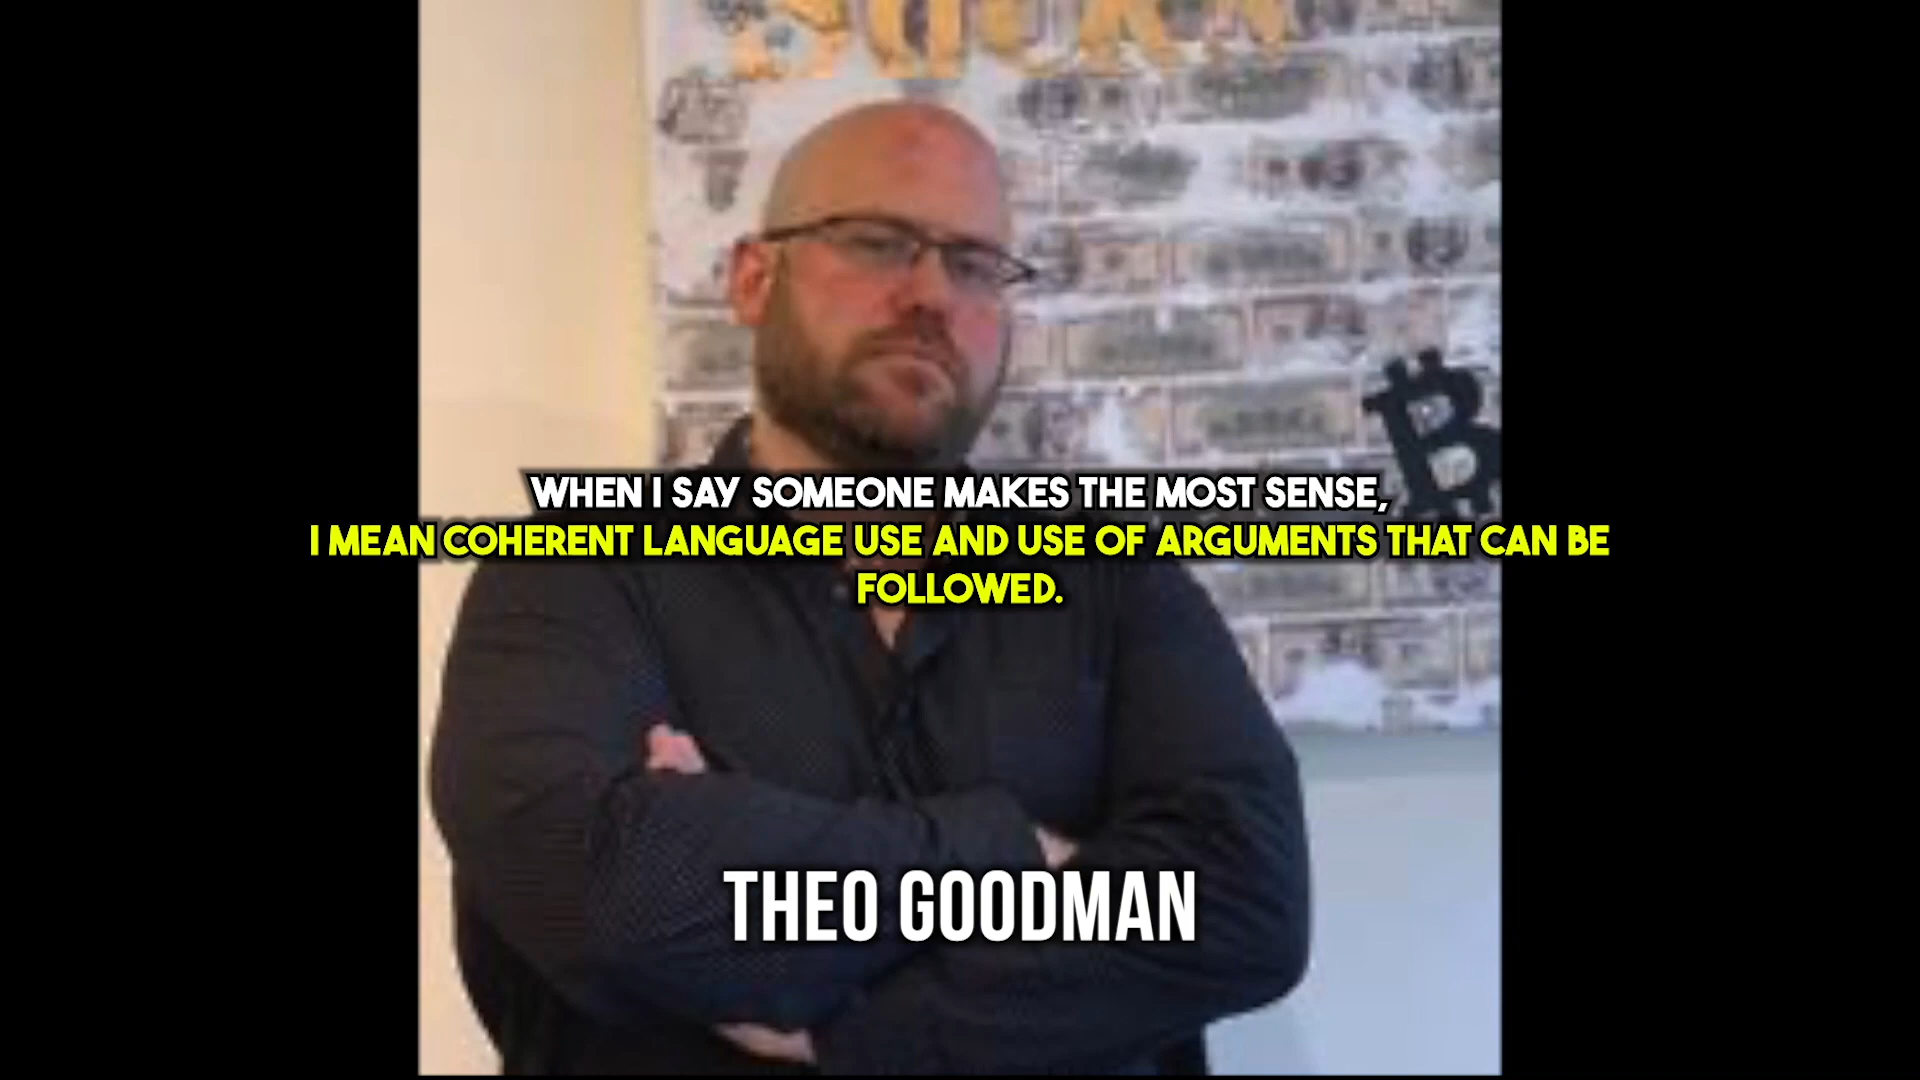 WHEN I SAY SOMEONE MAKES THE MOST SENSE,
I MEAN COHERENT LANGUAGE USE AND USE OF ARGUMENTS THAT CAN BE
FOLLOWED.
THEO GOODMAN